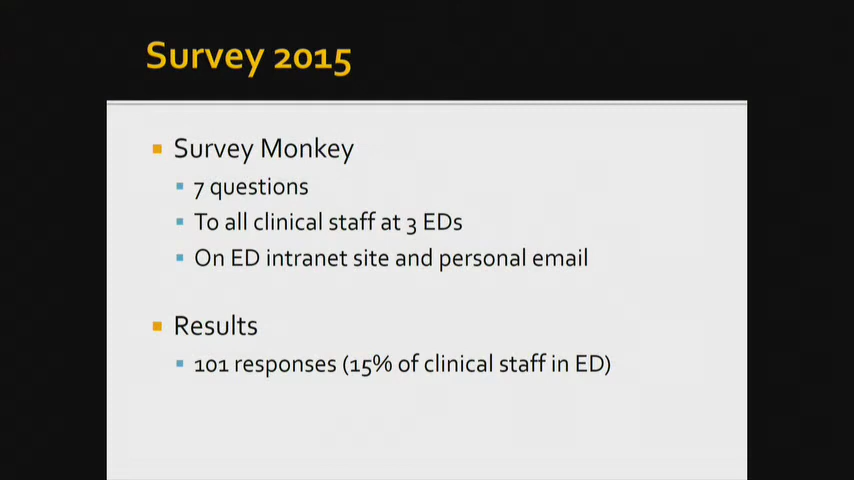 Survey 2015
Survey Monkey
7 questions
To all clinical staff at 3 EDs
On ED intranet site and personal email
Results
101 responses (15% of clinical staff in ED)